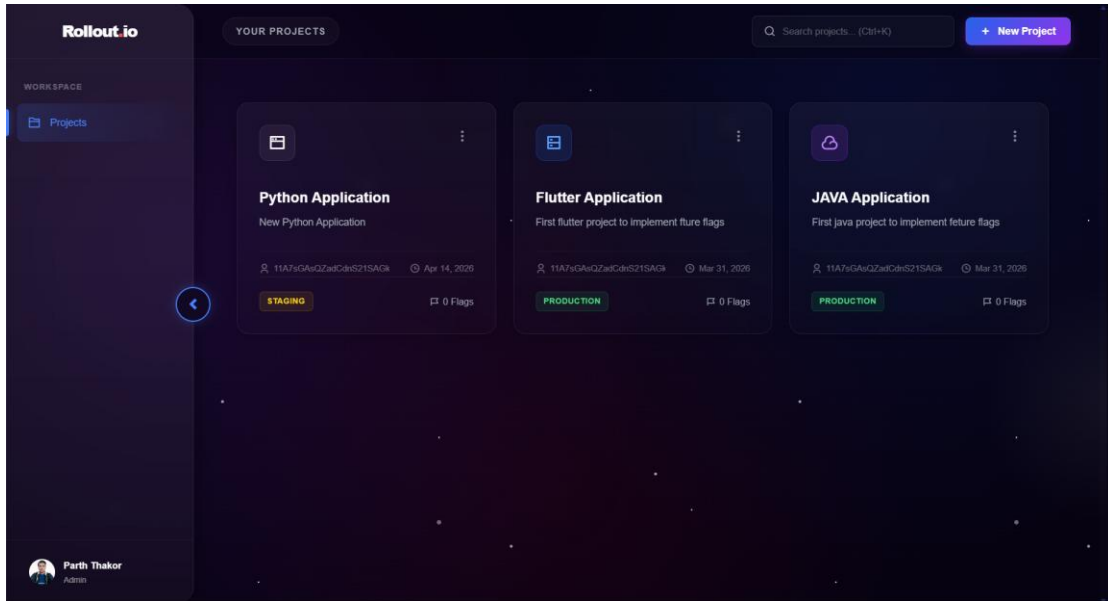 Rollout.io
YOUR PROJECTS
Search projects... (Ctrl+K)
+ New Project
WORKSPACE
Projects
Python Application
New Python Application
11A7sGAsQZadCdnS21SAGk
Apr 14, 2026
STAGING
0 Flags
Flutter Application
First flutter project to implement fture flags
11A7sGAsQZadCdnS21SAGk
Mar 31, 2026
PRODUCTION
0 Flags
JAVA Application
First java project to implement feture flags
11A7sGAsQZadCdnS21SAGk
Mar 31, 2026
PRODUCTION
0 Flags
Parth Thakor
Admin